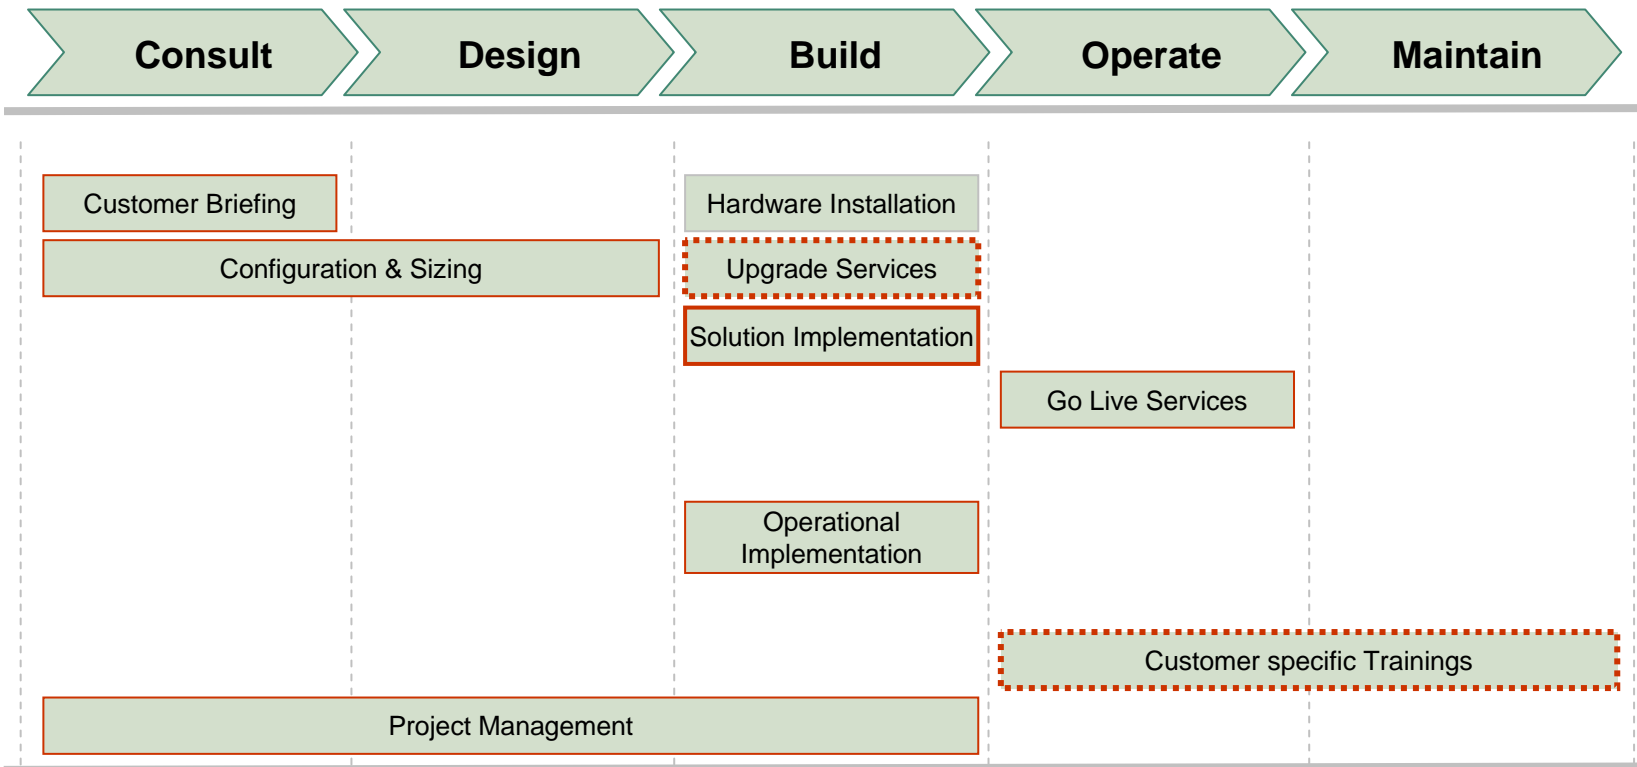 Consult
Design
Build
Operate
Maintain
Customer Briefing
Hardware Installation
Configuration & Sizing
Upgrade Services
Solution Implementation
Go Live Services
Operational
Implementation
Customer specific Trainings
Project Management